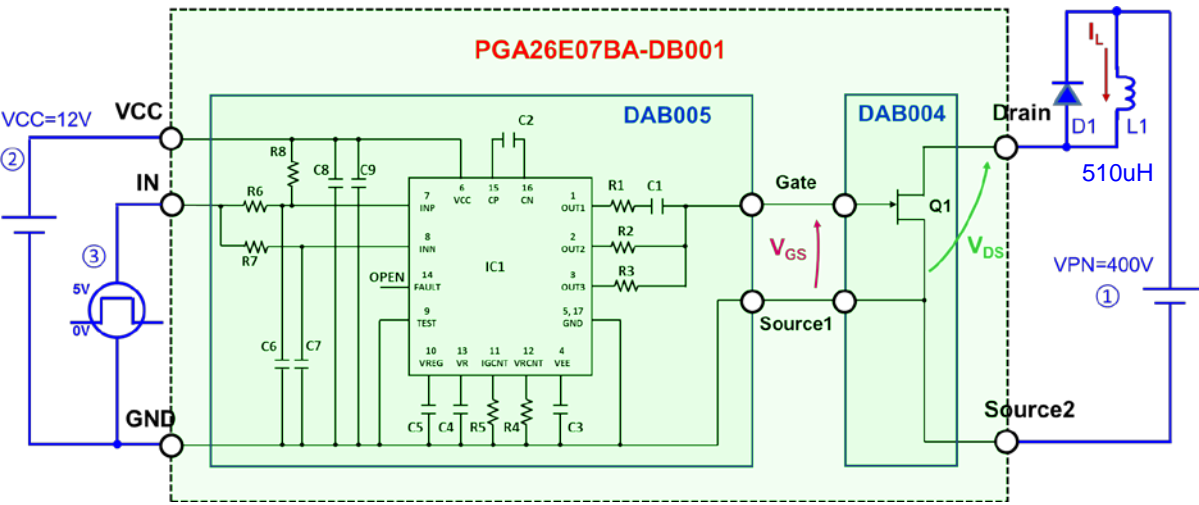 PGA26E07BA-DB001
DAB005
DAB004
VCC=12V
②
VCC
IN
③
5V
0V
GND
R8
C8
C9
C2
R6
R7
C6
C7
OPEN
7
INP
6
VCC
15
CP
16
CN
8
INN
14
FAULT
9
TEST
IC1
1
OUT1
2
OUT2
3
OUT3
5, 17
GND
10
VREG
13
VR
11
IGCNT
12
VRCNT
4
VEE
C5
C4
R5
R4
C3
R1
C1
R2
R3
Gate
VGS
Source1
Q1
VDS
Drain
Source2
IL
D1
L1
510uH
VPN=400V
①